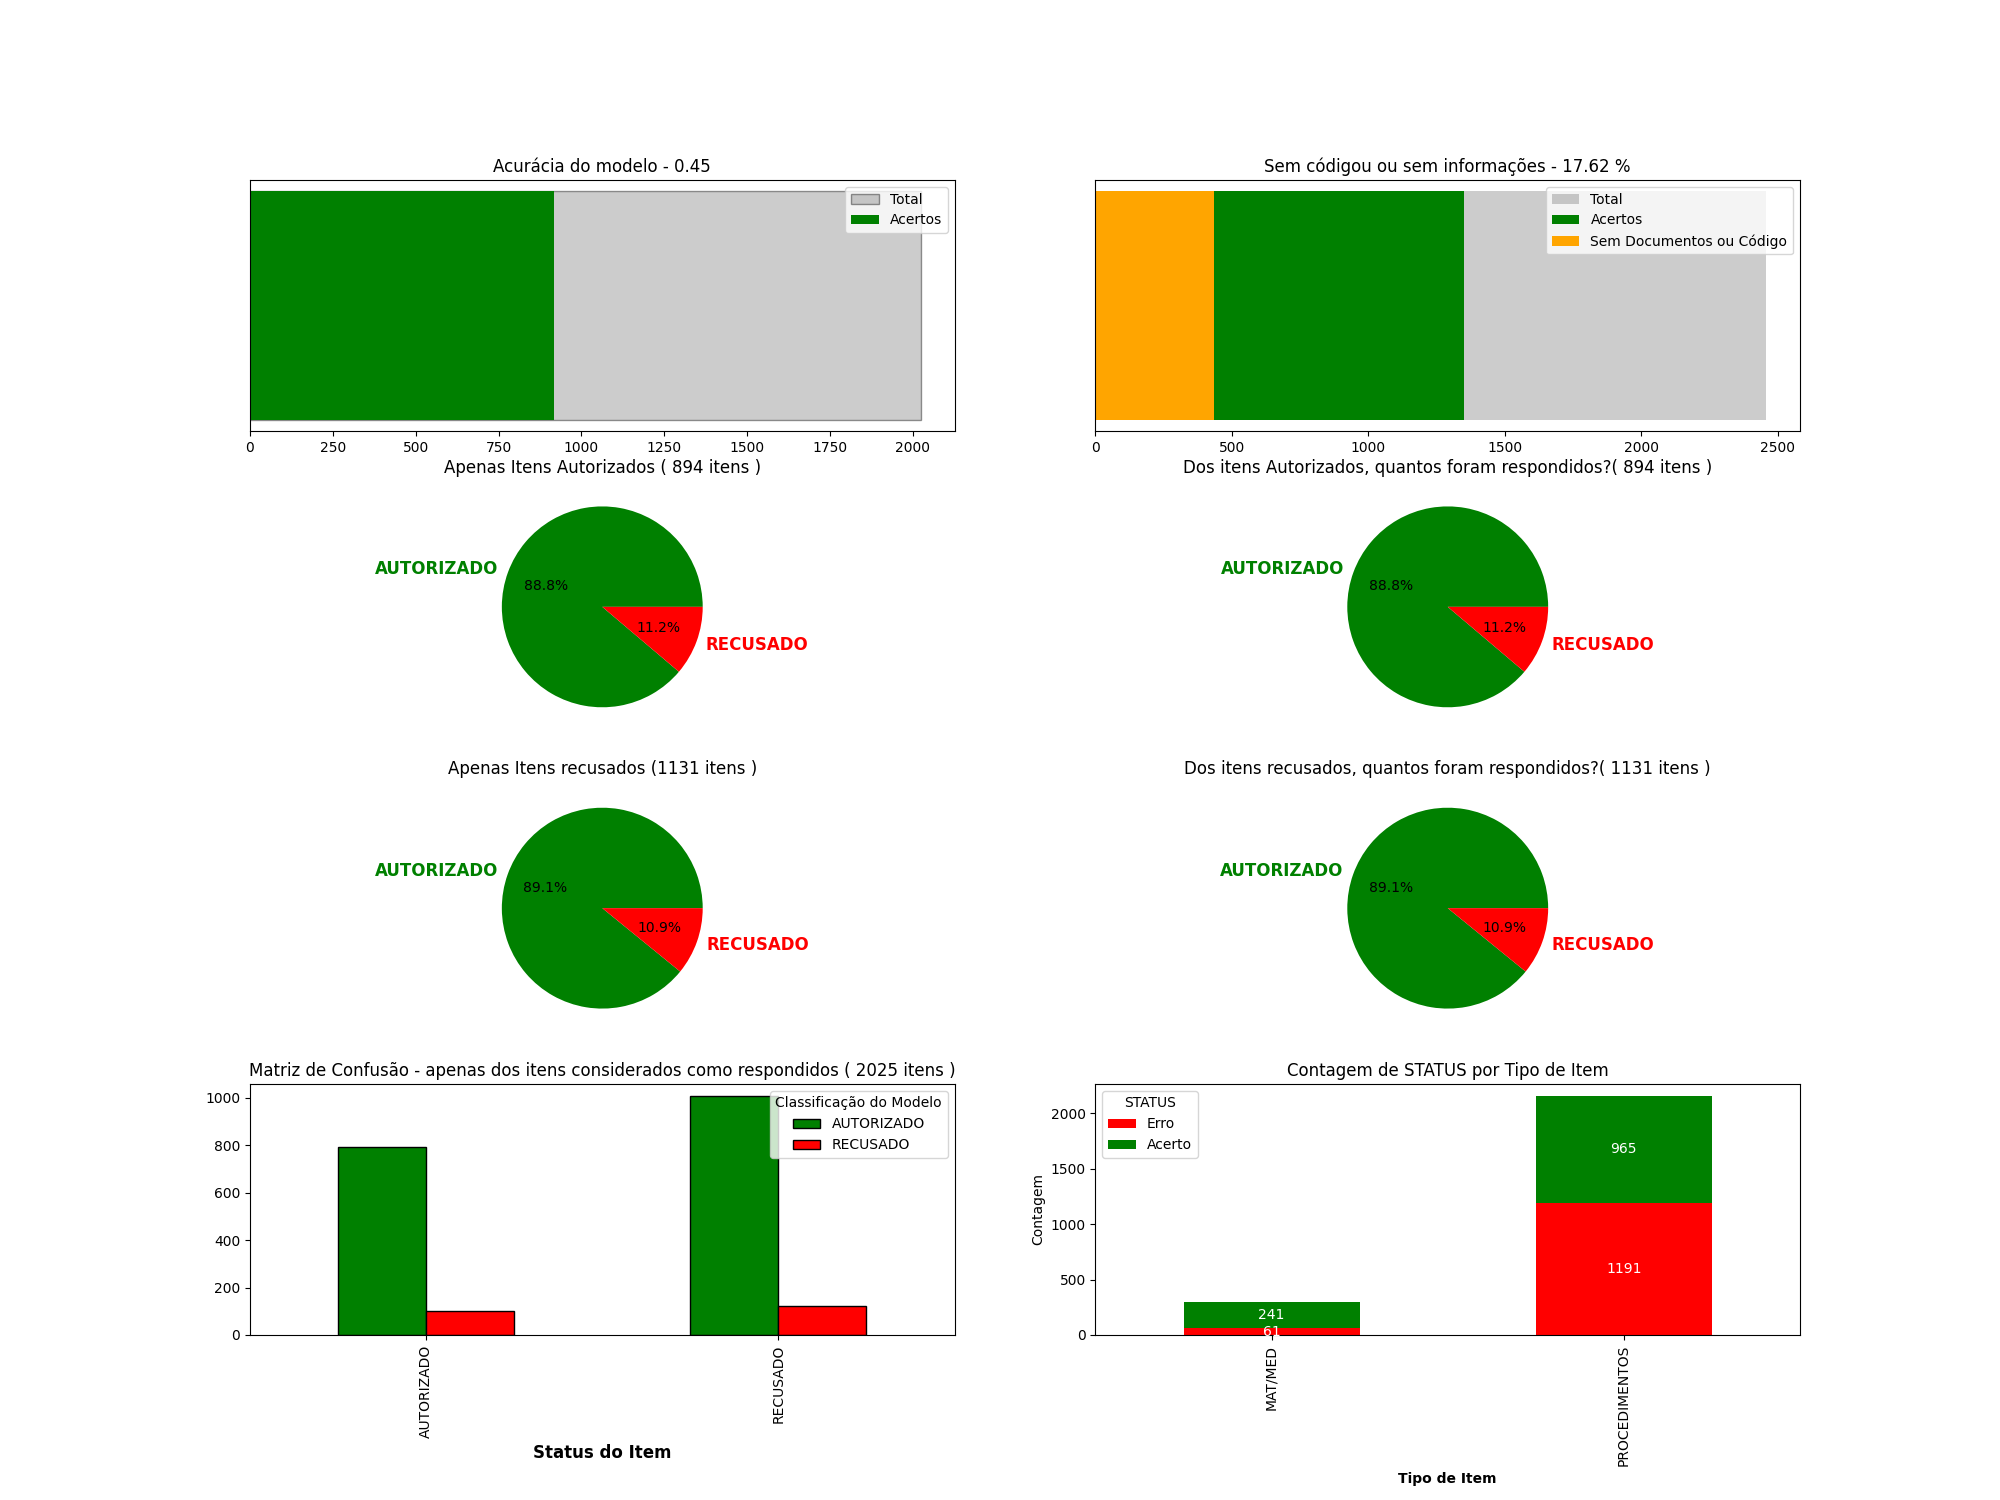 Acurácia do modelo - 0.45
Total
Acertos
0 250 500 750 1000 1250 1500 1750 2000
Sem códigou ou sem informações - 17.62 %
Total
Acertos
Sem Documentos ou Código
0 500 1000 1500 2000 2500
Apenas Itens Autorizados ( 894 itens )
AUTORIZADO
88.8%
11.2%
RECUSADO
Dos itens Autorizados, quantos foram respondidos?( 894 itens )
AUTORIZADO
88.8%
11.2%
RECUSADO
Apenas Itens recusados (1131 itens )
AUTORIZADO
89.1%
10.9%
RECUSADO
Dos itens recusados, quantos foram respondidos?( 1131 itens )
AUTORIZADO
89.1%
10.9%
RECUSADO
Matriz de Confusão - apenas dos itens considerados como respondidos ( 2025 itens )
Classificação do Modelo
AUTORIZADO
RECUSADO
1000
800
600
400
200
0
AUTORIZADO
RECUSADO
Status do Item
Contagem de STATUS por Tipo de Item
STATUS
Erro
Acerto
Contagem
2000
1500
1000
500
0
965
1191
241
61
MAT/MED
PROCEDIMENTOS
Tipo de Item